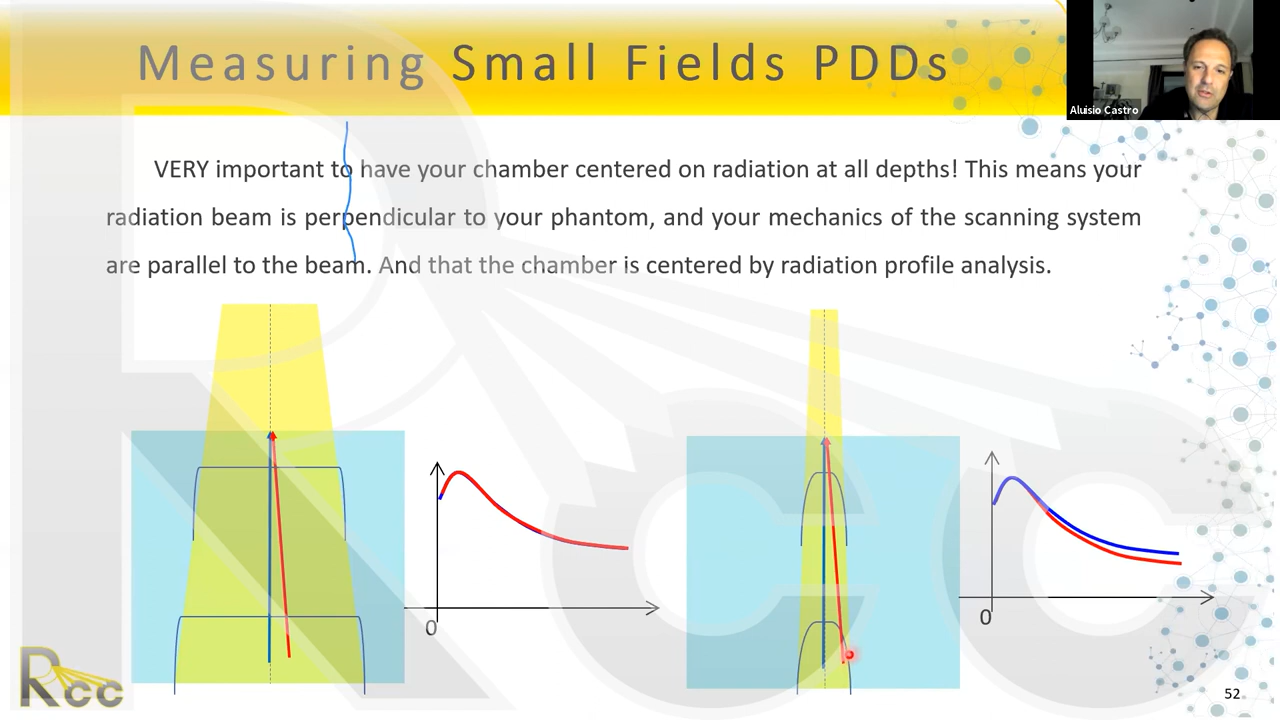 Measuring Small Fields PDDs
Aluisio Castro
VERY important to have your chamber centered on radiation at all depths! This means your
radiation beam is perpendicular to your phantom, and your mechanics of the scanning system
are parallel to the beam. And that the chamber is centered by radiation profile analysis.
0
0
Rcc
52